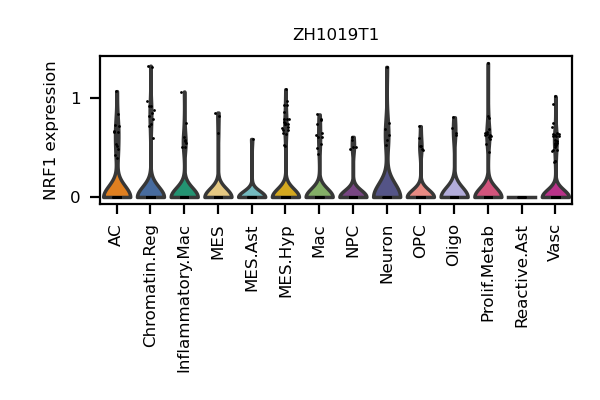 ZH1019T1
NRF1 expression
1
0
AC
Chromatin.Reg
Inflammatory.Mac
MES
MES.Ast
MES.Hyp
Mac
NPC
Neuron
OPC
Oligo
Prolif.Metab
Reactive.Ast
Vasc